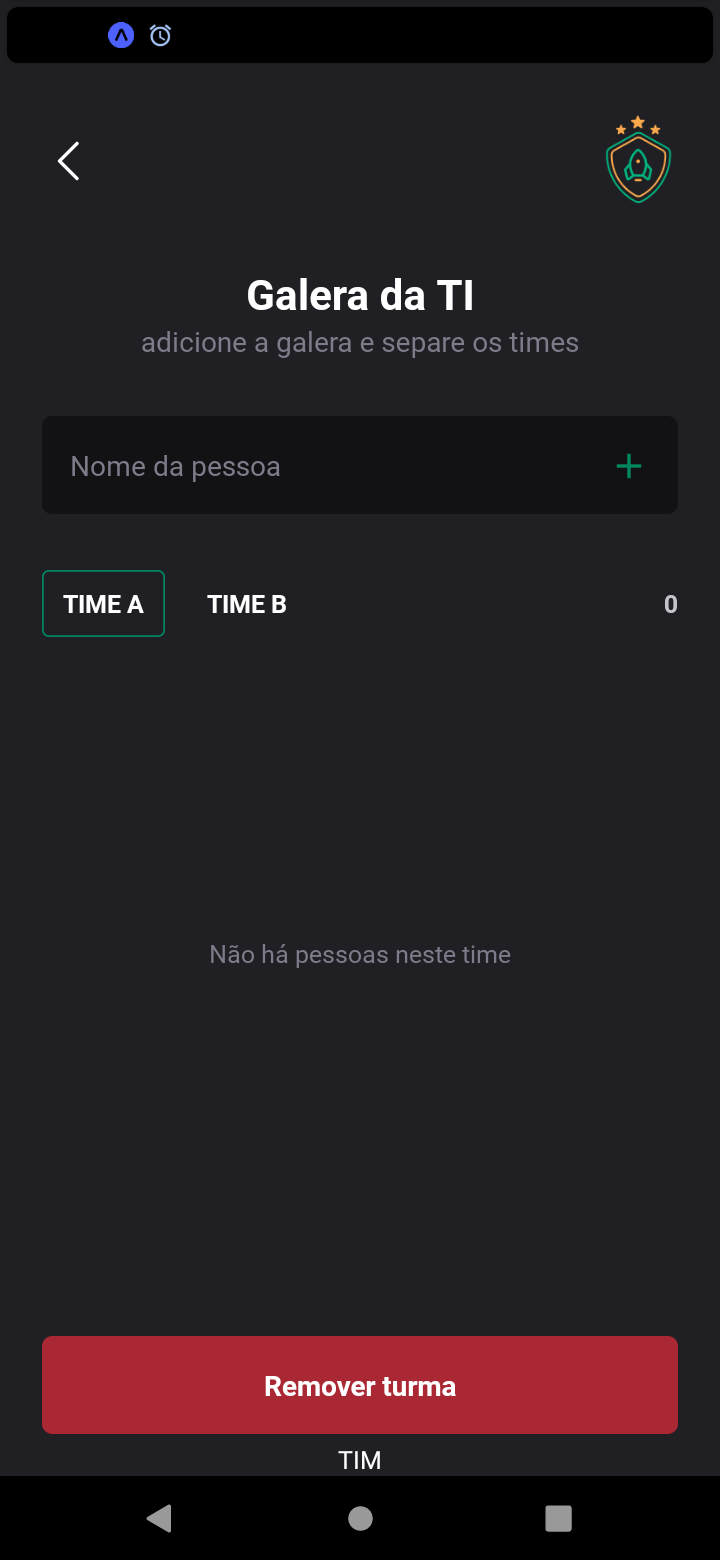 Galera da TI
adicione a galera e separe os times
Nome da pessoa
TIME A TIME B 0
Não há pessoas neste time
Remover turma
TIM